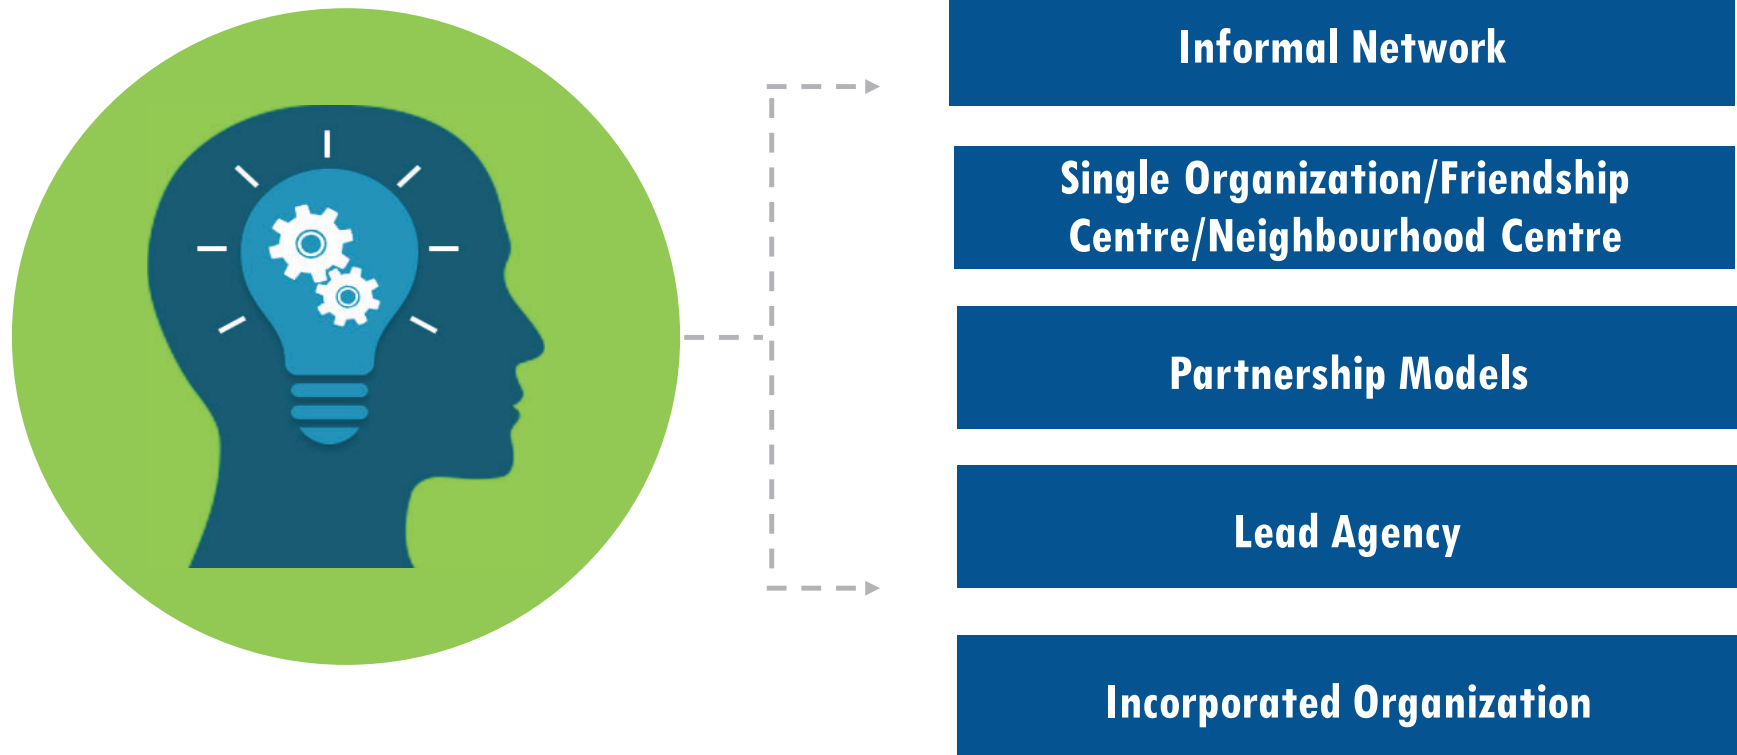 Informal Network
Single Organization/Friendship
Centre/Neighbourhood Centre
Partnership Models
Lead Agency
Incorporated Organization